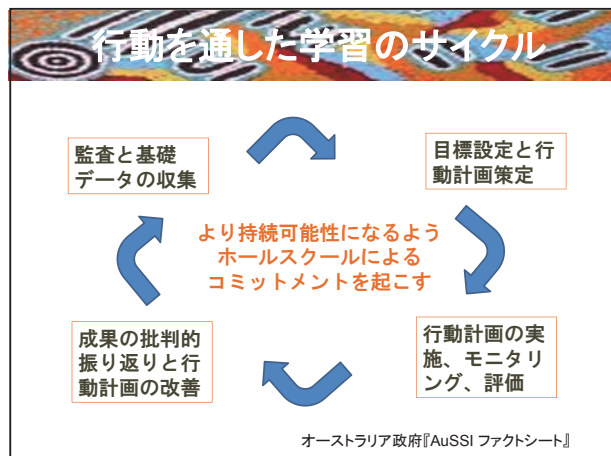 行動を通した学習のサイクル
監査と基礎
データの収集
目標設定と行
動計画策定
より持続可能性になるよう
ホールスクールによる
コミットメントを起こす
成果の批判的
振り返りと行
動計画の改善
行動計画の実
施、モニタリ
ング、評価
オーストラリア政府『AuSSI ファクトシート』